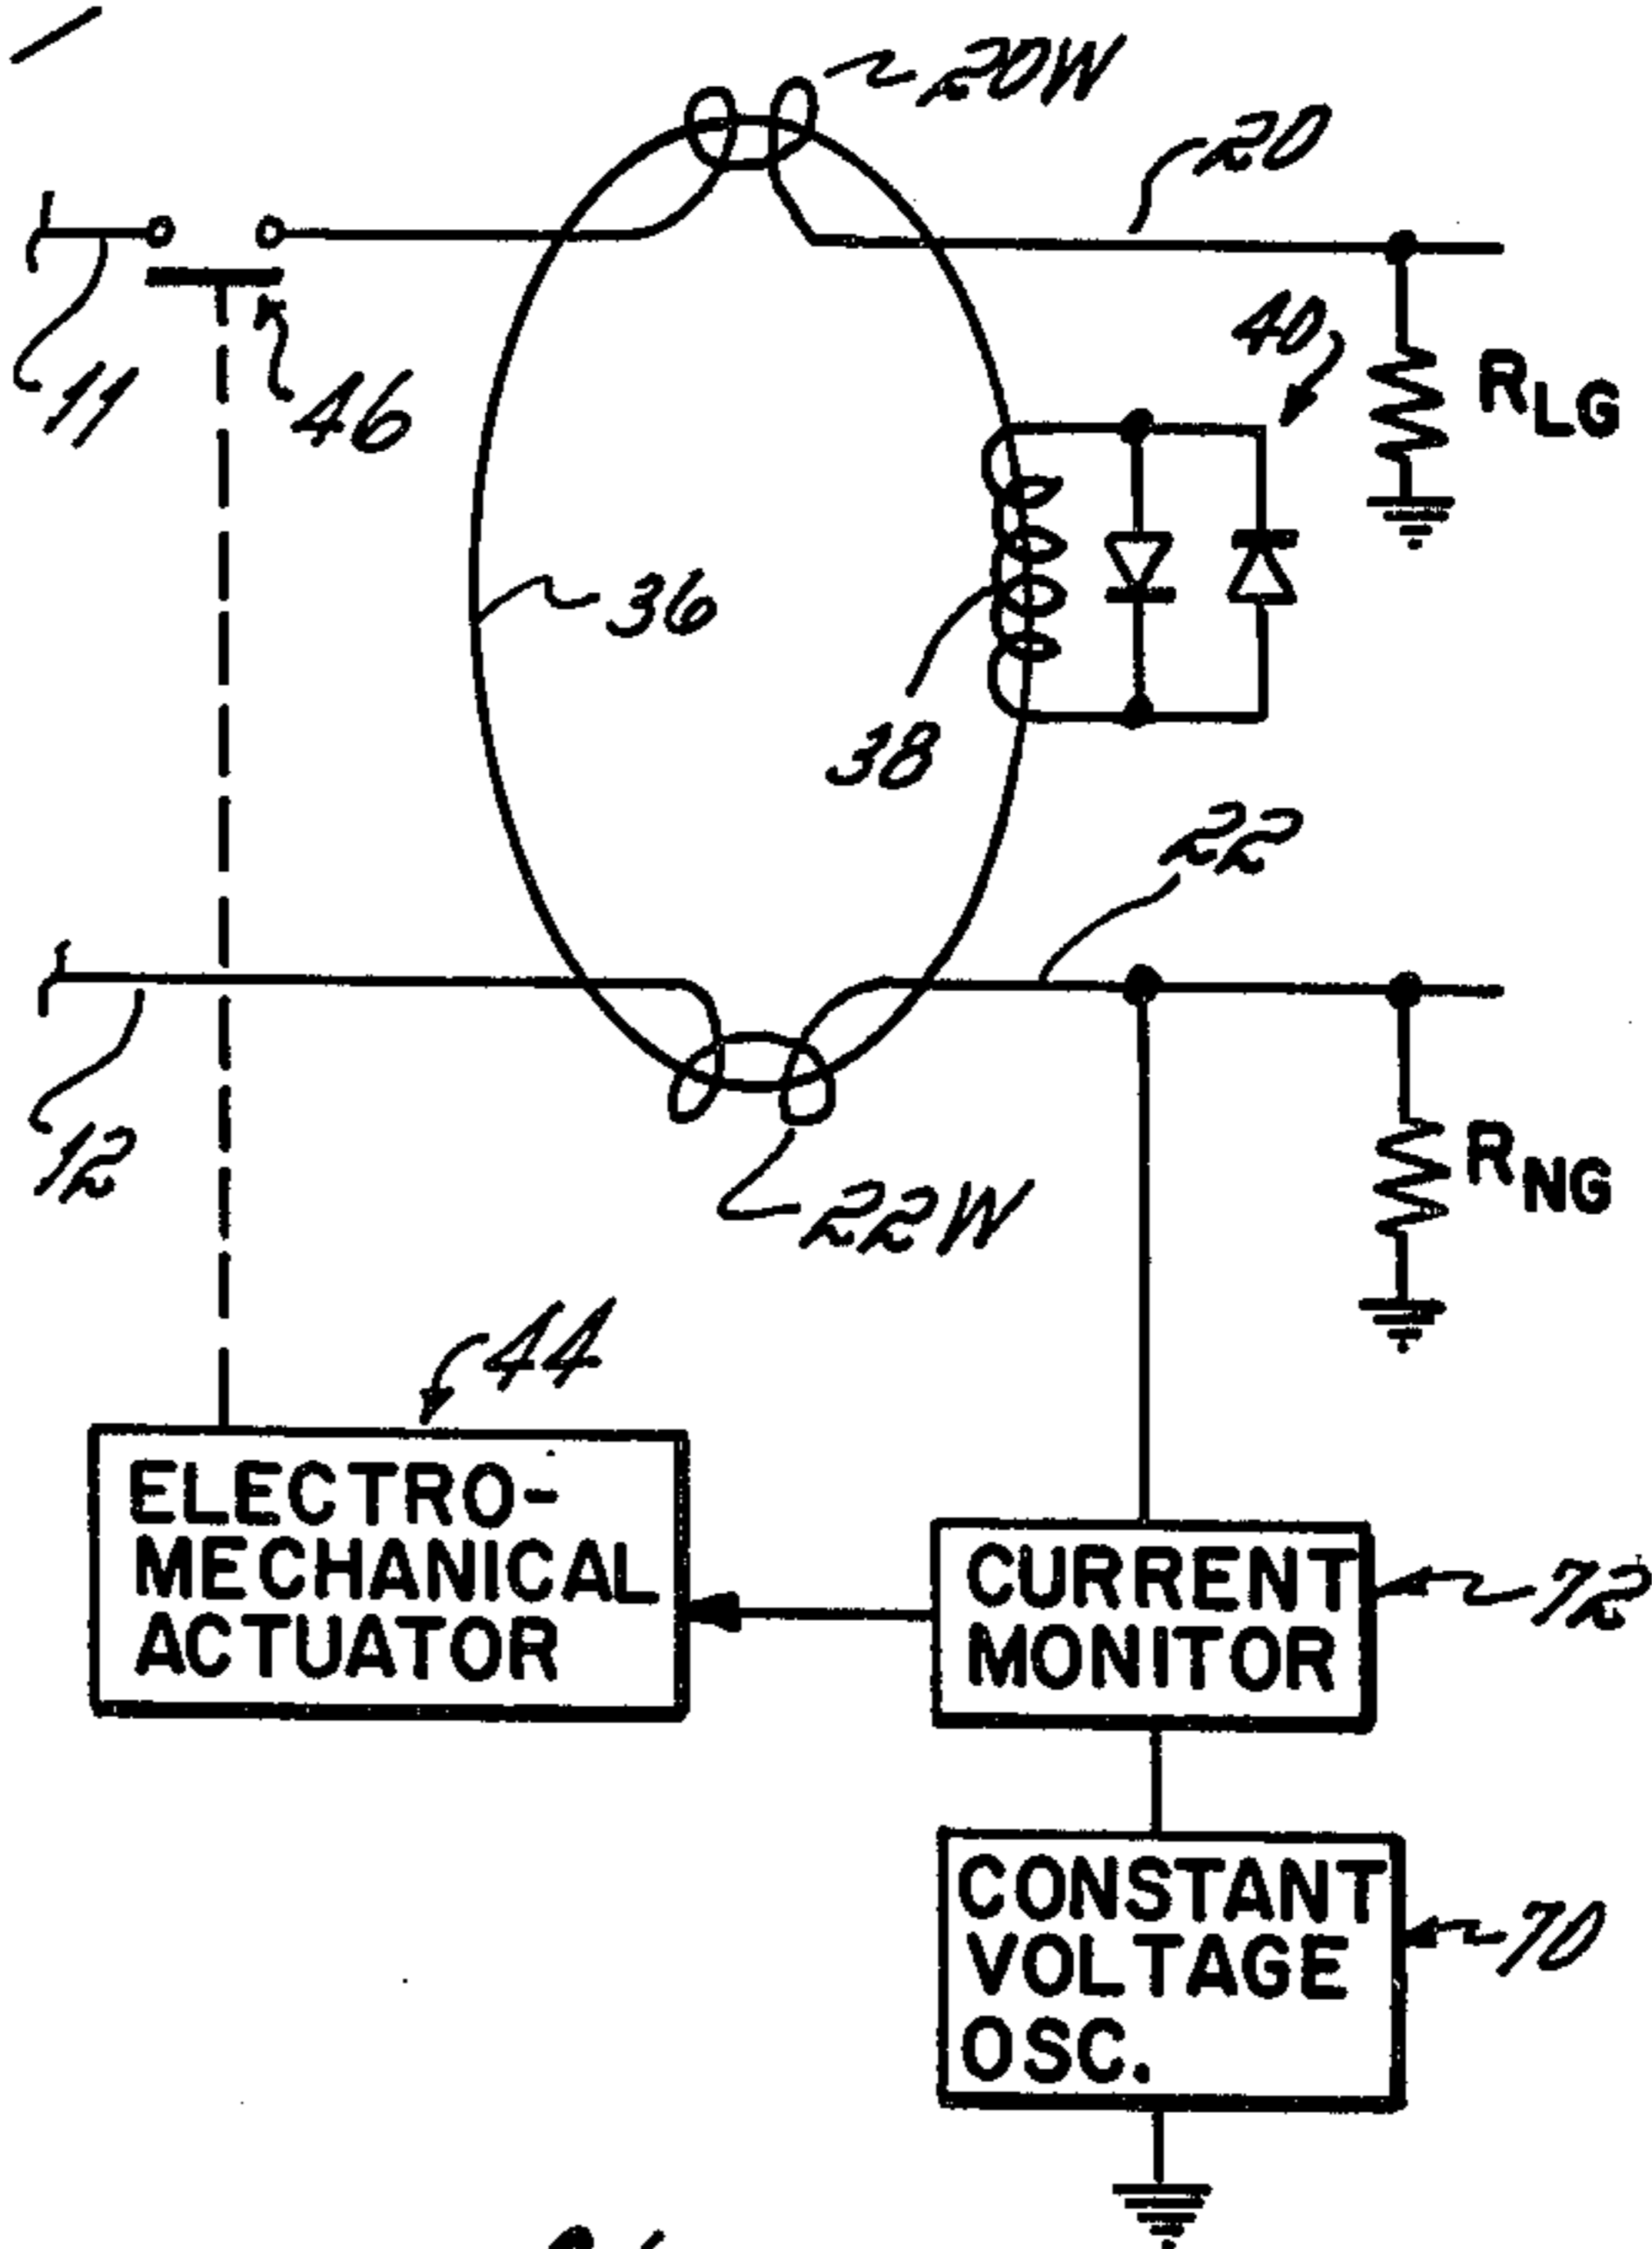 20W
20
40
RLG
11
46
36
38
22
12
22W
RNG
44
ELECTRO-
MECHANICAL
ACTUATOR
CURRENT
MONITOR
72
CONSTANT
VOLTAGE
OSC.
70